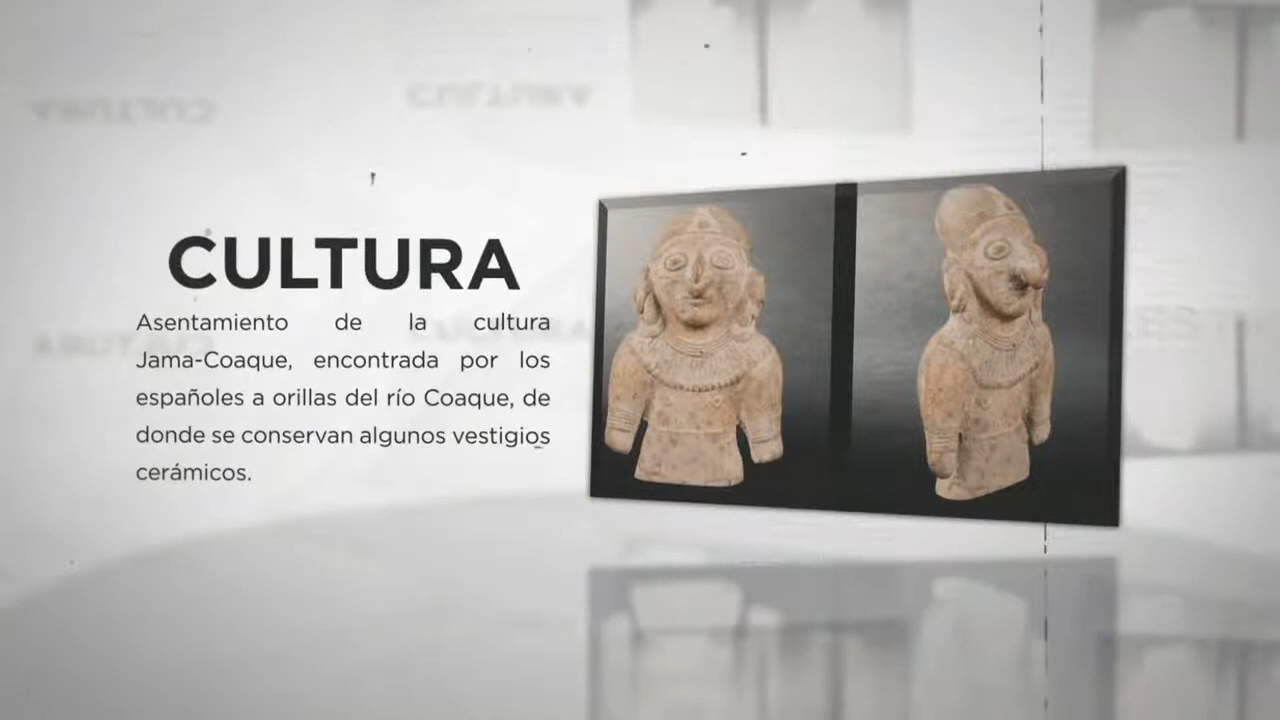 CULTURA
Asentamiento de la cultura
Jama-Coaque, encontrada por los
españoles a orillas del río Coaque, de
donde se conservan algunos vestigios
cerámicos.